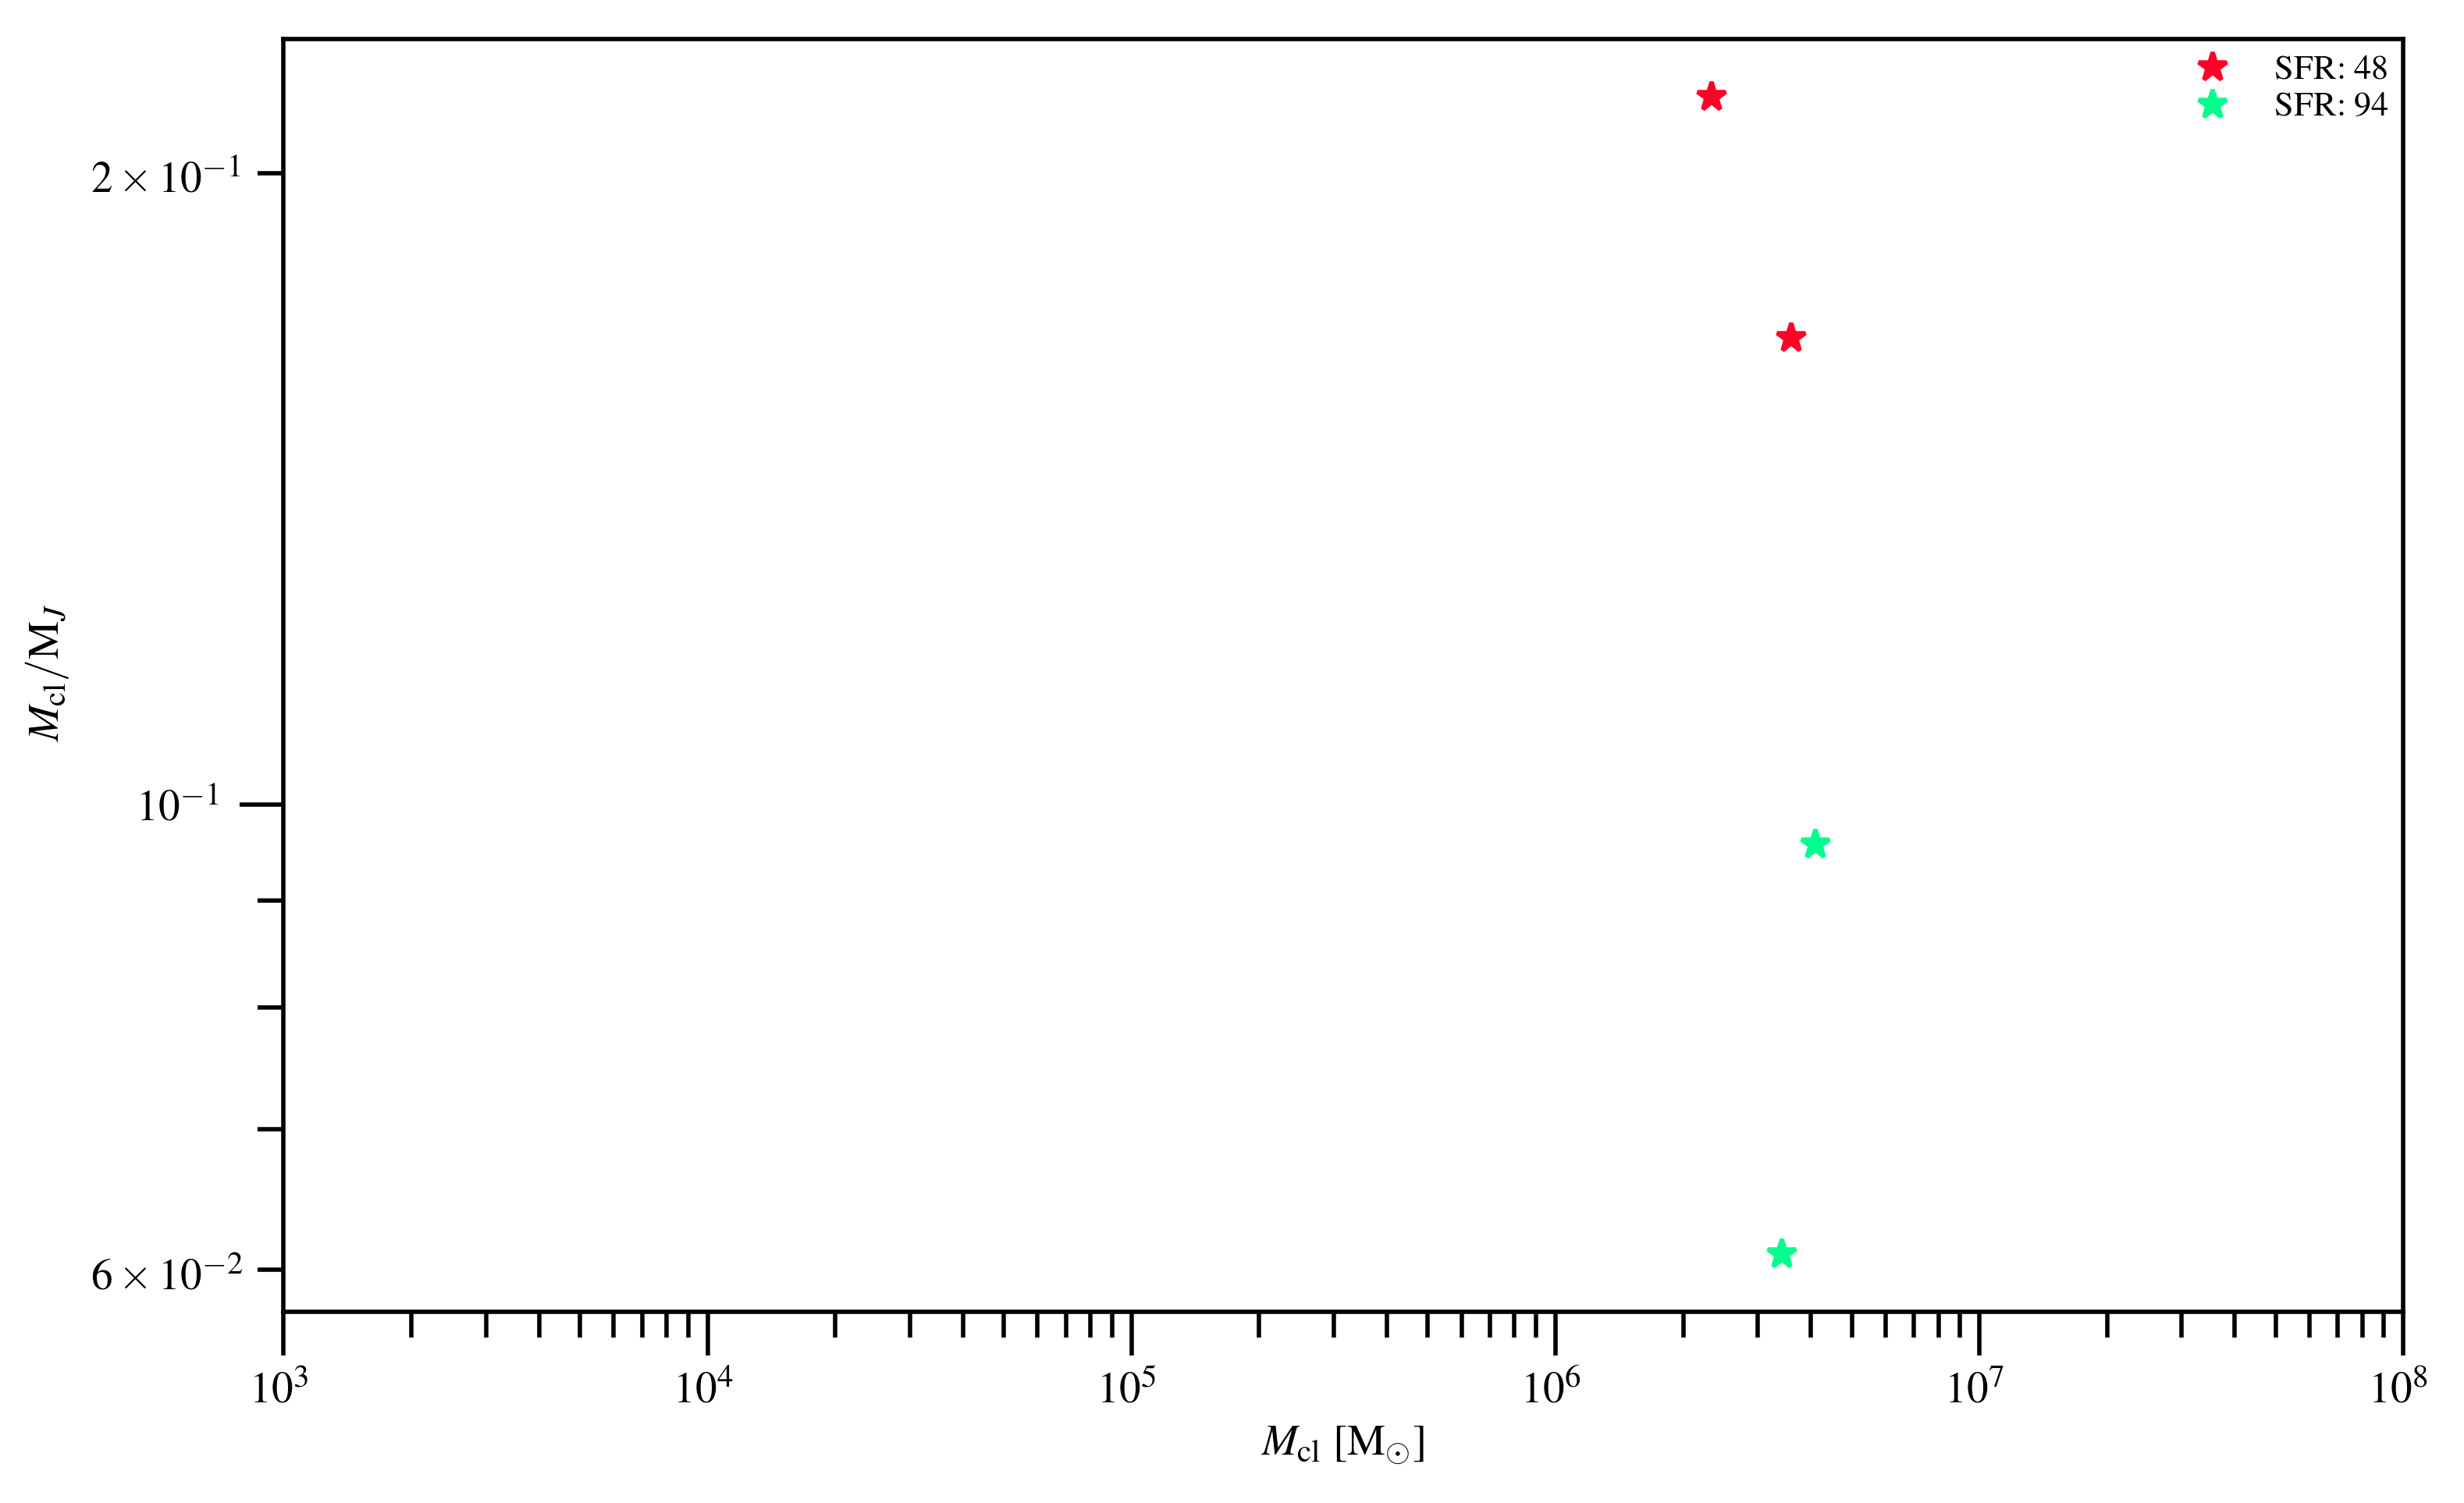 SFR: 48
SFR: 94
2 × 10⁻¹
10⁻¹
6 × 10⁻²
M_cl/M_J
10³ 10⁴ 10⁵ 10⁶ 10⁷ 10⁸
M_cl [M_⊙]